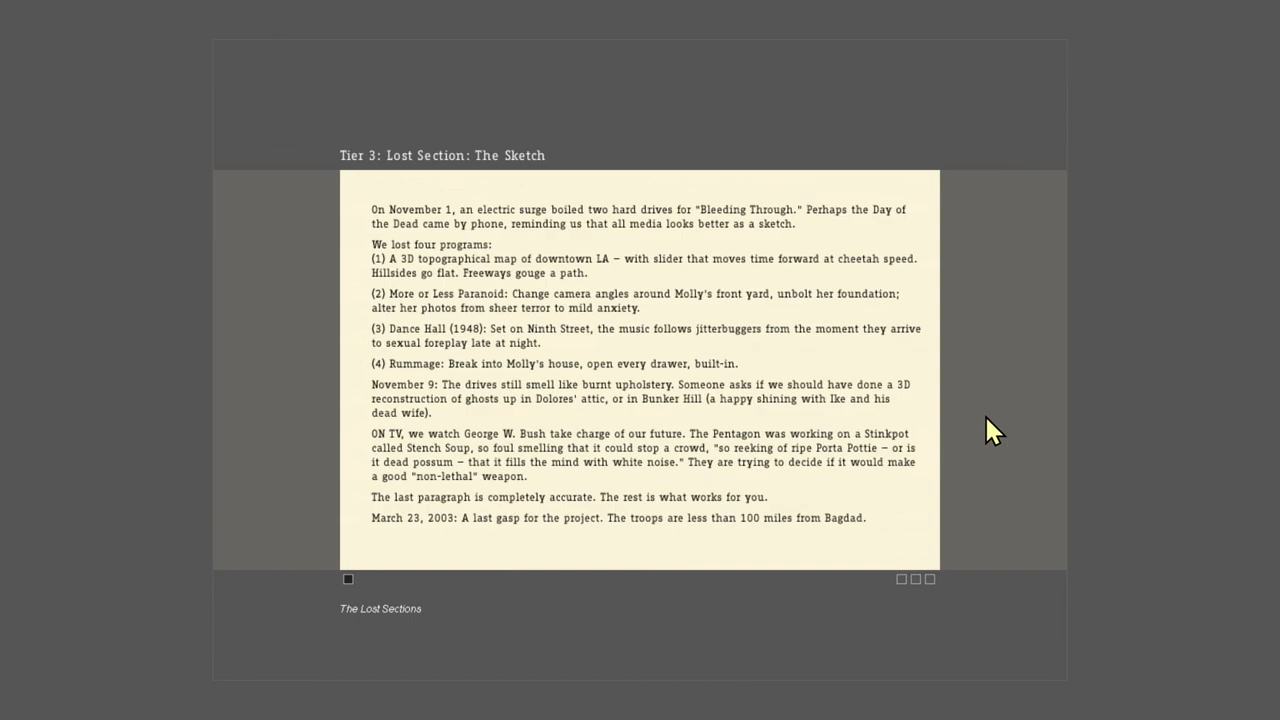 Tier 3: Lost Section: The Sketch
On November 1, an electric surge boiled two hard drives for "Bleeding Through." Perhaps the Day of
the Dead came by phone, reminding us that all media looks better as a sketch.
We lost four programs:
(1) A 3D topographical map of downtown LA – with slider that moves time forward at cheetah speed.
Hillsides go flat. Freeways gouge a path.
(2) More or Less Paranoid: Change camera angles around Molly's front yard, unbolt her foundation;
alter her photos from sheer terror to mild anxiety.
(3) Dance Hall (1948): Set on Ninth Street, the music follows jitterbuggers from the moment they arrive
to sexual foreplay late at night.
(4) Rummage: Break into Molly's house, open every drawer, built-in.
November 9: The drives still smell like burnt upholstery. Someone asks if we should have done a 3D
reconstruction of ghosts up in Dolores' attic, or in Bunker Hill (a happy shining with Ike and his
dead wife).
ON TV, we watch George W. Bush take charge of our future. The Pentagon was working on a Stinkpot
called Stench Soup, so foul smelling that it could stop a crowd, "so reeking of ripe Porta Pottie – or is
it dead possum – that it fills the mind with white noise." They are trying to decide if it would make
a good "non-lethal" weapon.
The last paragraph is completely accurate. The rest is what works for you.
March 23, 2003: A last gasp for the project. The troops are less than 100 miles from Bagdad.
The Lost Sections